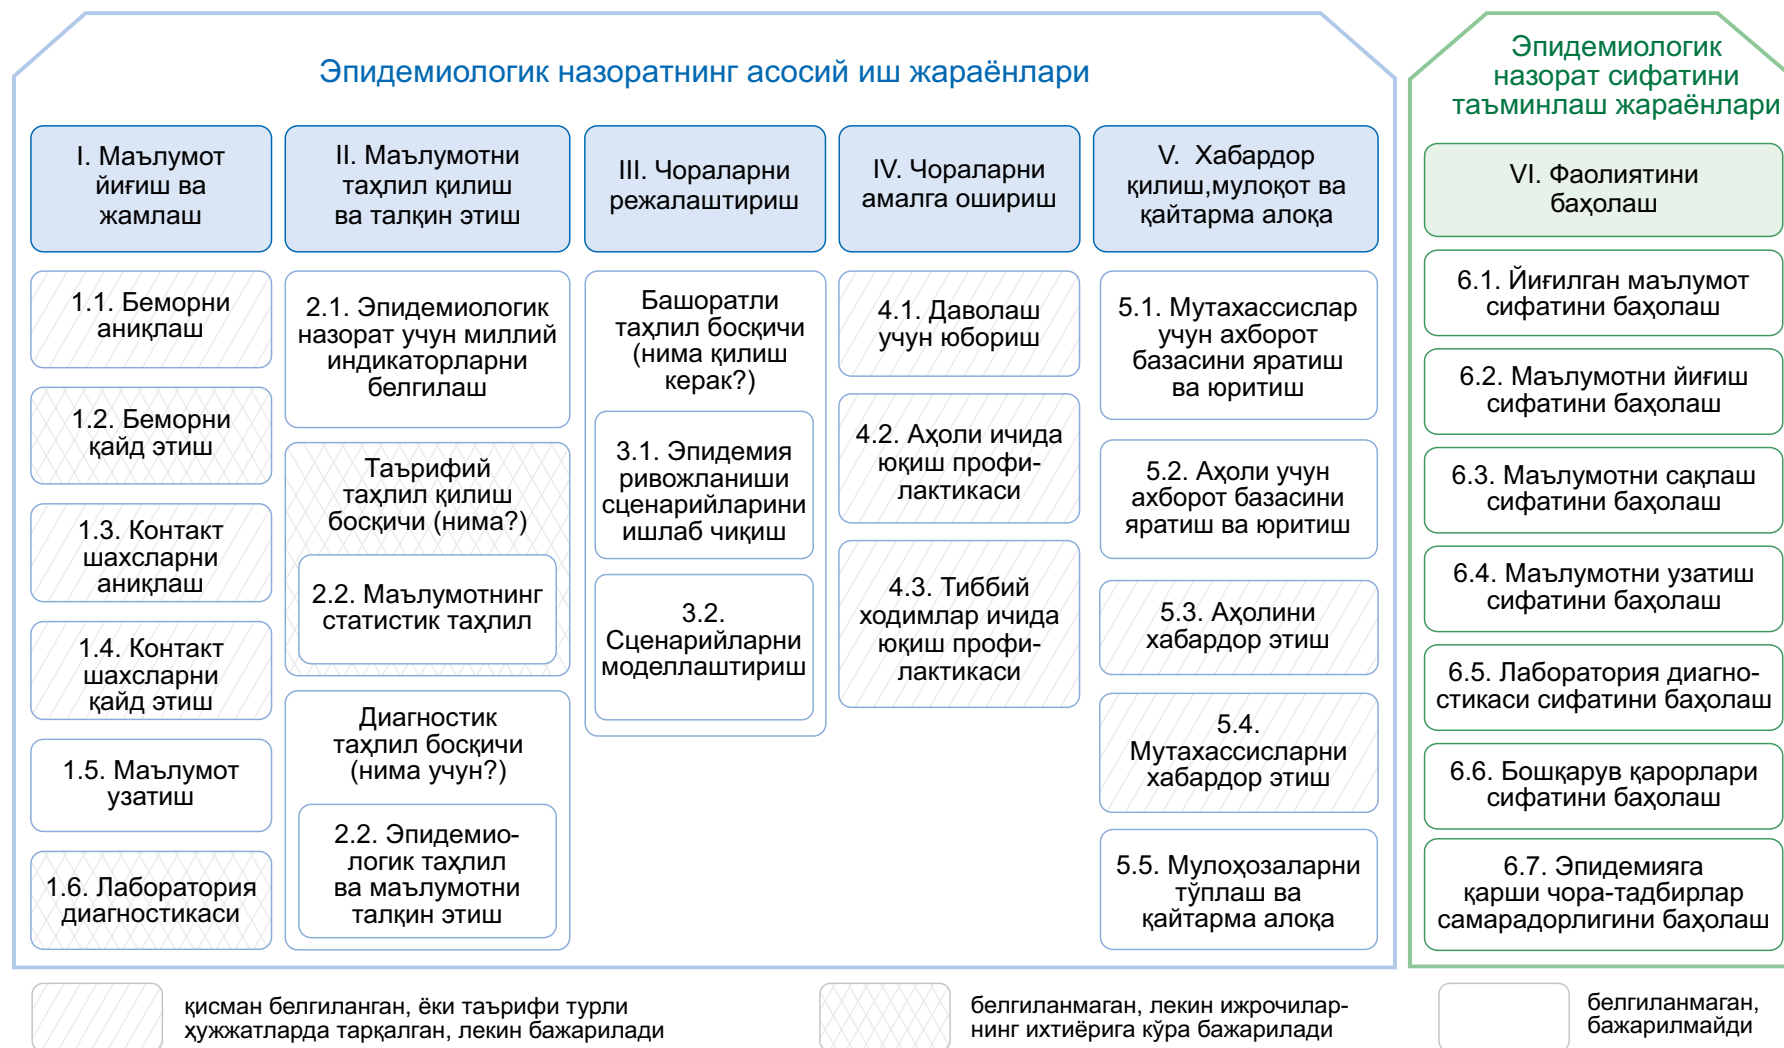 Эпидемиологик назоратнинг асосий иш жараёнлари
I. Маълумот
йиғиш ва
жамлаш
1.1. Беморни
аниқлаш
1.2. Беморни
қайд этиш
1.3. Контакт
шахсларни
аниқлаш
1.4. Контакт
шахсларни
қайд этиш
1.5. Маълумот
узатиш
1.6. Лаборатория
диагностикаси
II. Маълумотни
таҳлил қилиш
ва талқин этиш
2.1. Эпидемиологик
назорат учун миллий
индикаторларни
белгилаш
Таърифий
таҳлил қилиш
босқичи (нима?)
2.2. Маълумотнинг
статистик таҳлил
Диагностик
таҳлил босқичи
(нима учун?)
2.2. Эпидемио-
логик таҳлил
ва маълумотни
талқин этиш
III. Чораларни
режалаштириш
Башоратли
таҳлил босқичи
(нима қилиш
керак?)
3.1. Эпидемия
ривожланиши
сценарийларини
ишлаб чиқиш
3.2.
Сценарийларни
моделлаштириш
IV. Чораларни
амалга ошириш
4.1. Даволаш
учун юбориш
4.2. Аҳоли ичида
юқиш профи-
лактикаси
4.3. Тиббий
ходимлар ичида
юқиш профи-
лактикаси
V. Хабардор
қилиш,мулоқот ва
қайтарма алоқа
5.1. Мутахассислар
учун ахборот
базасини яратиш
ва юритиш
5.2. Аҳоли учун
ахборот базасини
яратиш ва юритиш
5.3. Аҳолини
хабардор этиш
5.4.
Мутахассисларни
хабардор этиш
5.5. Мулоҳозаларни
тўплаш ва
қайтарма алоқа
Эпидемиологик
назорат сифатини
таъминлаш жараёнлари
VI. Фаолиятини
баҳолаш
6.1. Йиғилган маълумот
сифатини баҳолаш
6.2. Маълумотни йиғиш
сифатини баҳолаш
6.3. Маълумотни сақлаш
сифатини баҳолаш
6.4. Маълумотни узатиш
сифатини баҳолаш
6.5. Лаборатория диагно-
стикаси сифатини баҳолаш
6.6. Бошқарув қарорлари
сифатини баҳолаш
6.7. Эпидемияга
қарши чора-тадбирлар
самарадорлигини баҳолаш
қисман белгиланган, ёки таърифи турли
ҳужжатларда тарқалган, лекин бажарилади
белгиланмаган, лекин ижрочилар-
нинг ихтиёрига кўра бажарилади
белгиланмаган,
бажарилмайди